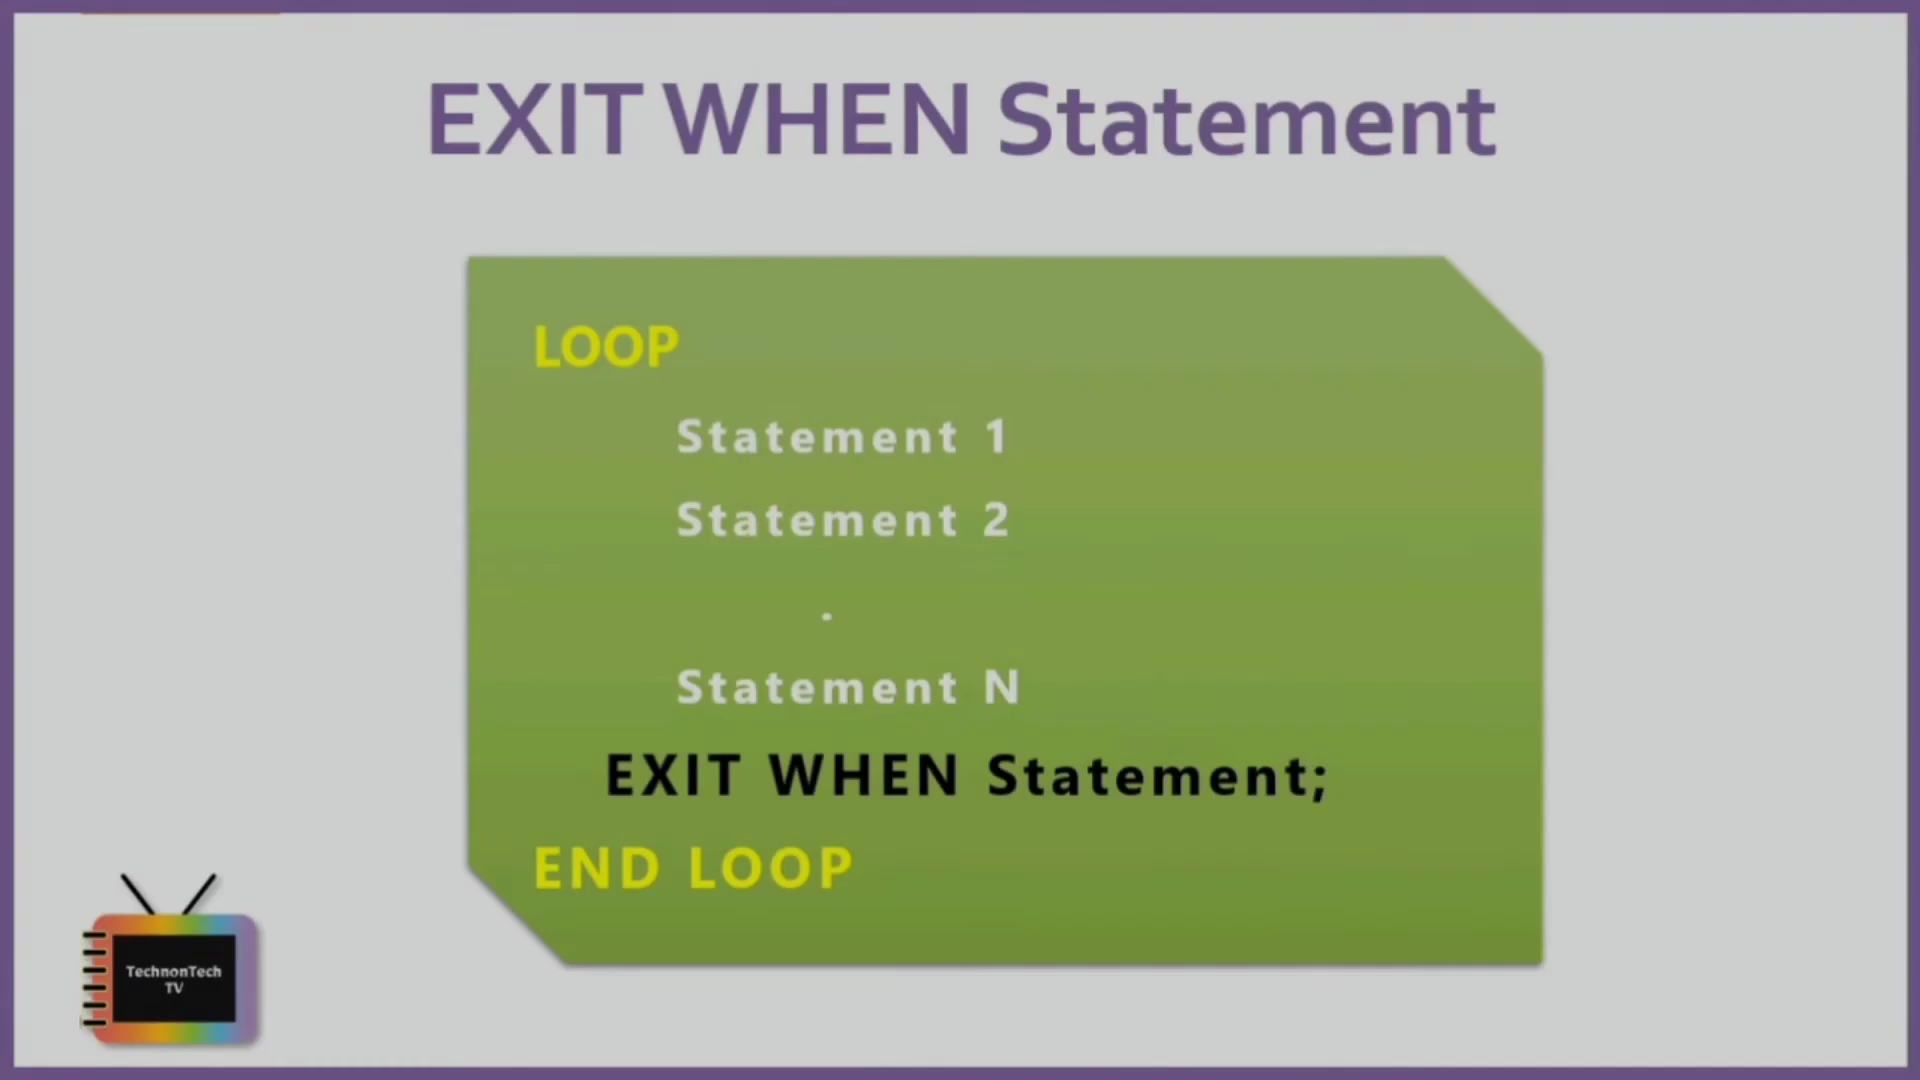 EXIT WHEN Statement
LOOP
Statement 1
Statement 2
.
Statement N
EXIT WHEN Statement;
END LOOP
TechnonTech
TV